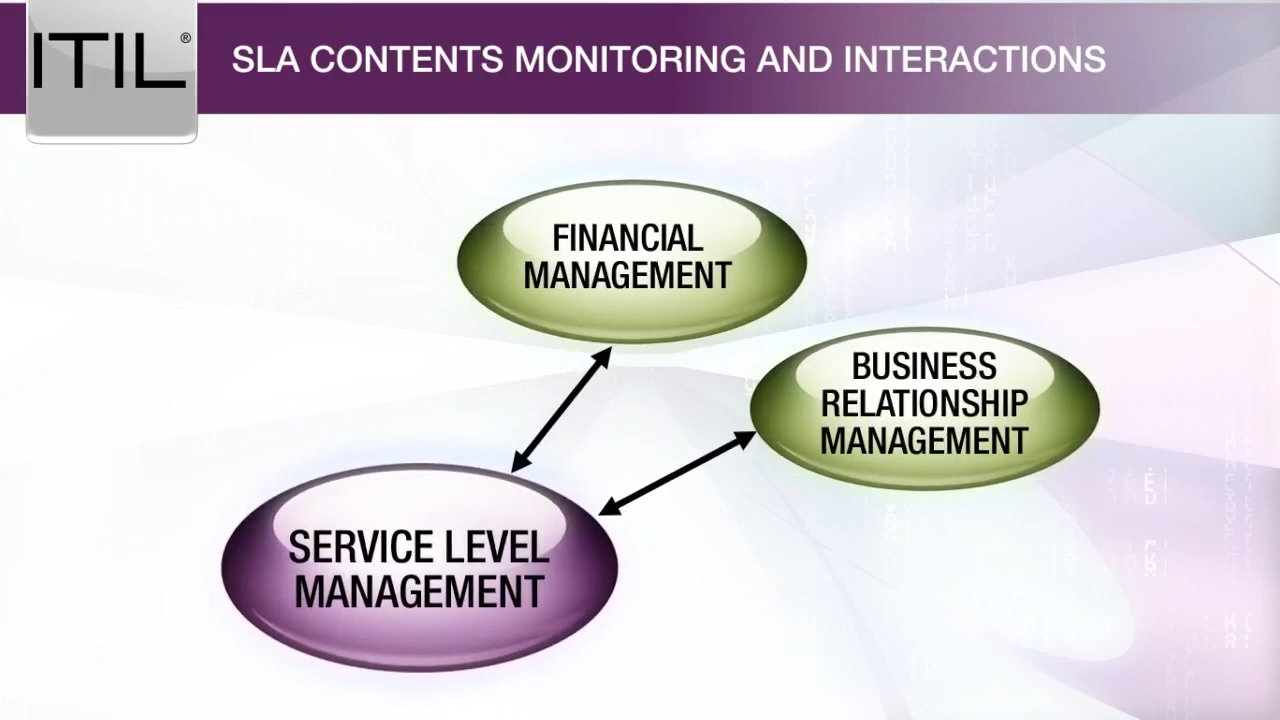 ITIL®
SLA CONTENTS MONITORING AND INTERACTIONS
FINANCIAL
MANAGEMENT
BUSINESS
RELATIONSHIP
MANAGEMENT
SERVICE LEVEL
MANAGEMENT